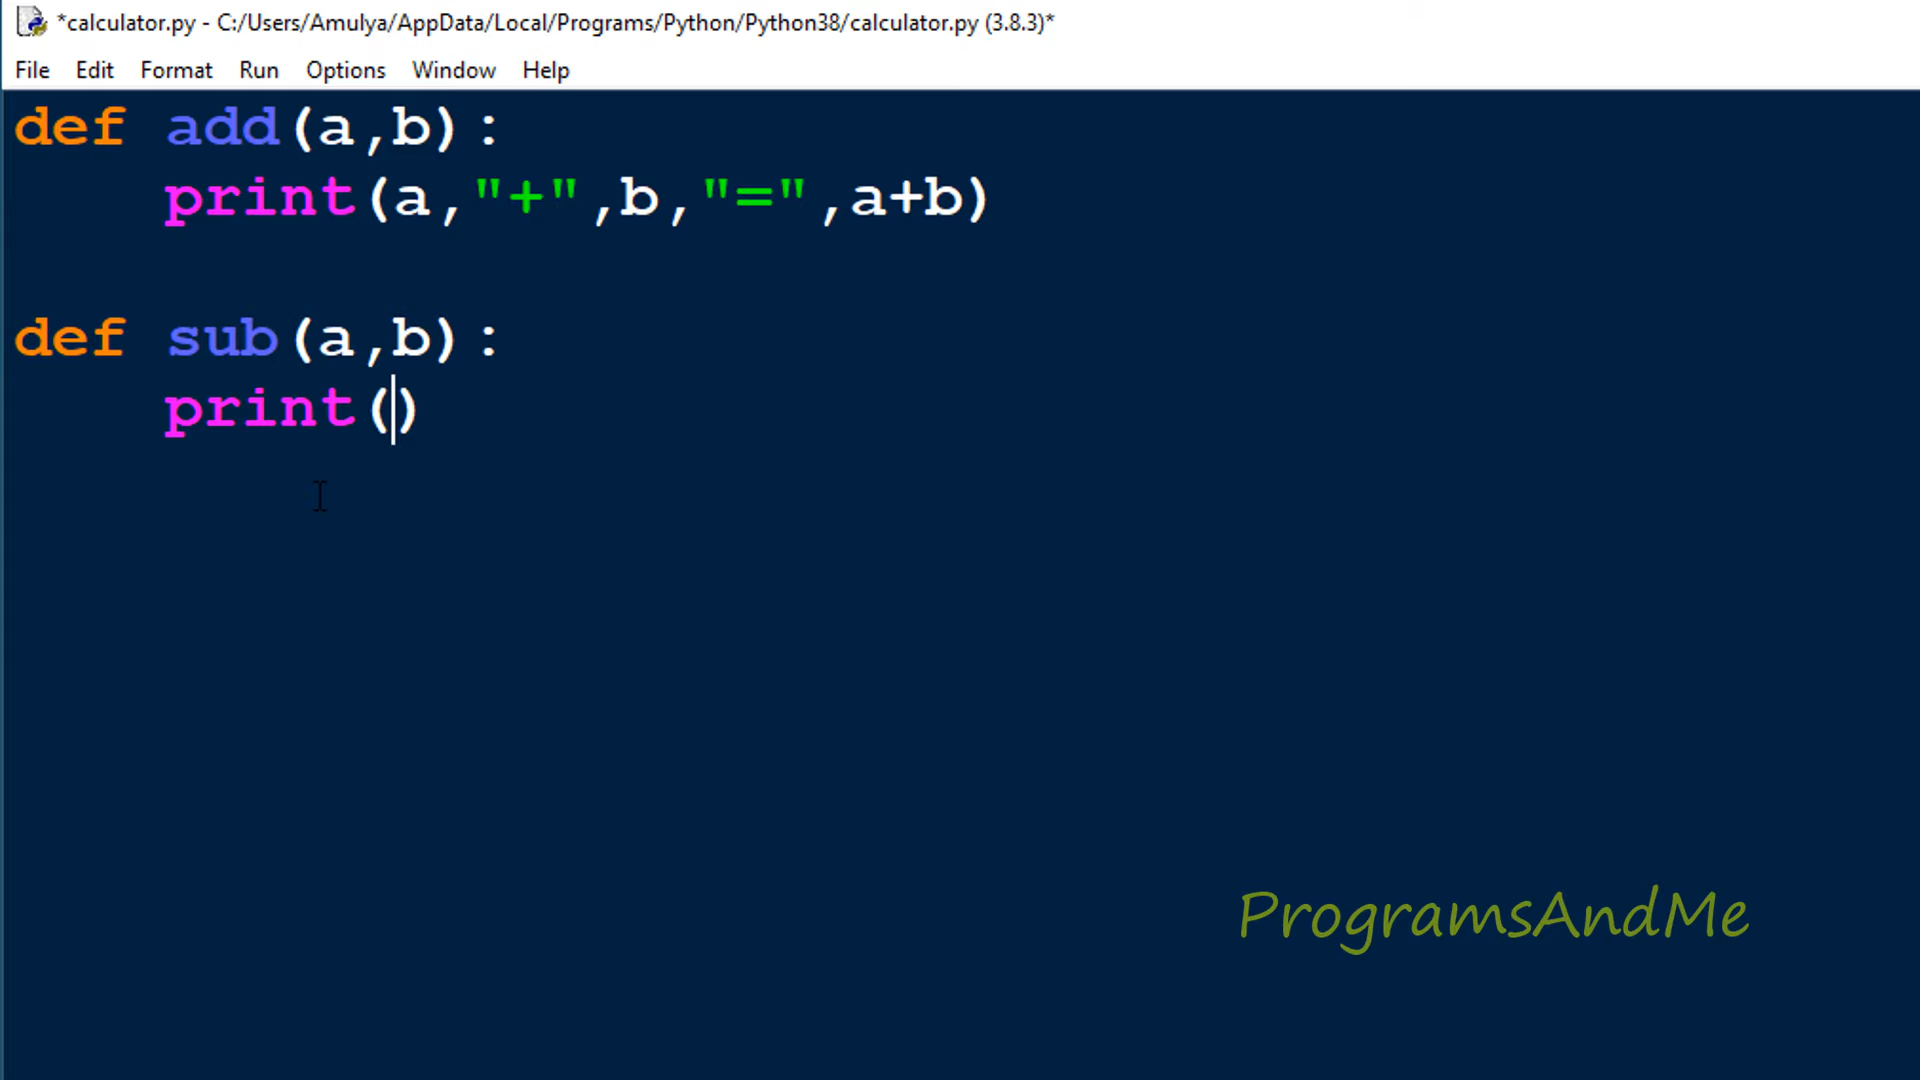 *calculator.py - C:/Users/Amulya/AppData/Local/Programs/Python/Python38/calculator.py (3.8.3)*
File Edit Format Run Options Window Help
def add(a,b):
    print(a,"+",b,"=",a+b)
def sub(a,b):
    print()
ProgramsAndMe